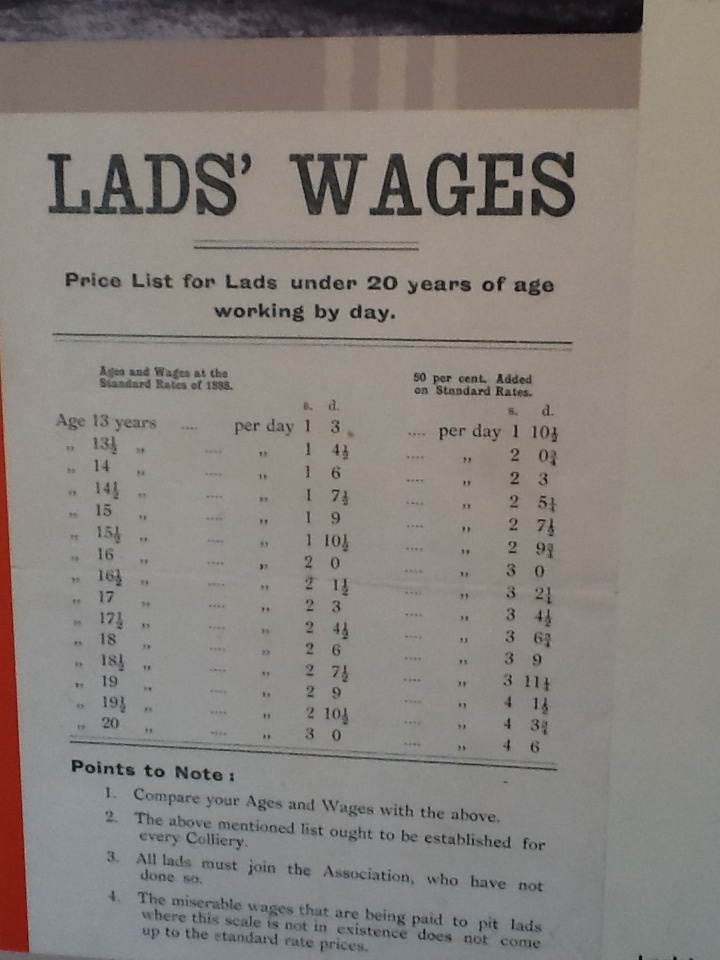 LADS' WAGES
Price List for Lads under 20 years of age
working by day.
Ages and Wages at the
Standard Rates of 1888.
50 per cent. Added
on Standard Rates.
s. d. s. d.
Age 13 years .... per day 1 3 .... per day 1 10½
„ 13½ „ .... „ 1 4½ .... „ 2 0¾
„ 14 „ .... „ 1 6 .... „ 2 3
„ 14½ „ .... „ 1 7½ .... „ 2 5¼
„ 15 „ .... „ 1 9 .... „ 2 7½
„ 15½ „ .... „ 1 10½ .... „ 2 9¾
„ 16 „ .... „ 2 0 .... „ 3 0
„ 16½ „ .... „ 2 1½ .... „ 3 2¼
„ 17 „ .... „ 2 3 .... „ 3 4½
„ 17½ „ .... „ 2 4½ .... „ 3 6¾
„ 18 „ .... „ 2 6 .... „ 3 9
„ 18½ „ .... „ 2 7½ .... „ 3 11¼
„ 19 „ .... „ 2 9 .... „ 4 1½
„ 19½ „ .... „ 2 10½ .... „ 4 3¾
„ 20 „ .... „ 3 0 .... „ 4 6
Points to Note :
1. Compare your Ages and Wages with the above.
2. The above mentioned list ought to be established for
every Colliery.
3. All lads must join the Association, who have not
done so.
4. The miserable wages that are being paid to pit lads
where this scale is not in existence does not come
up to the standard rate prices.